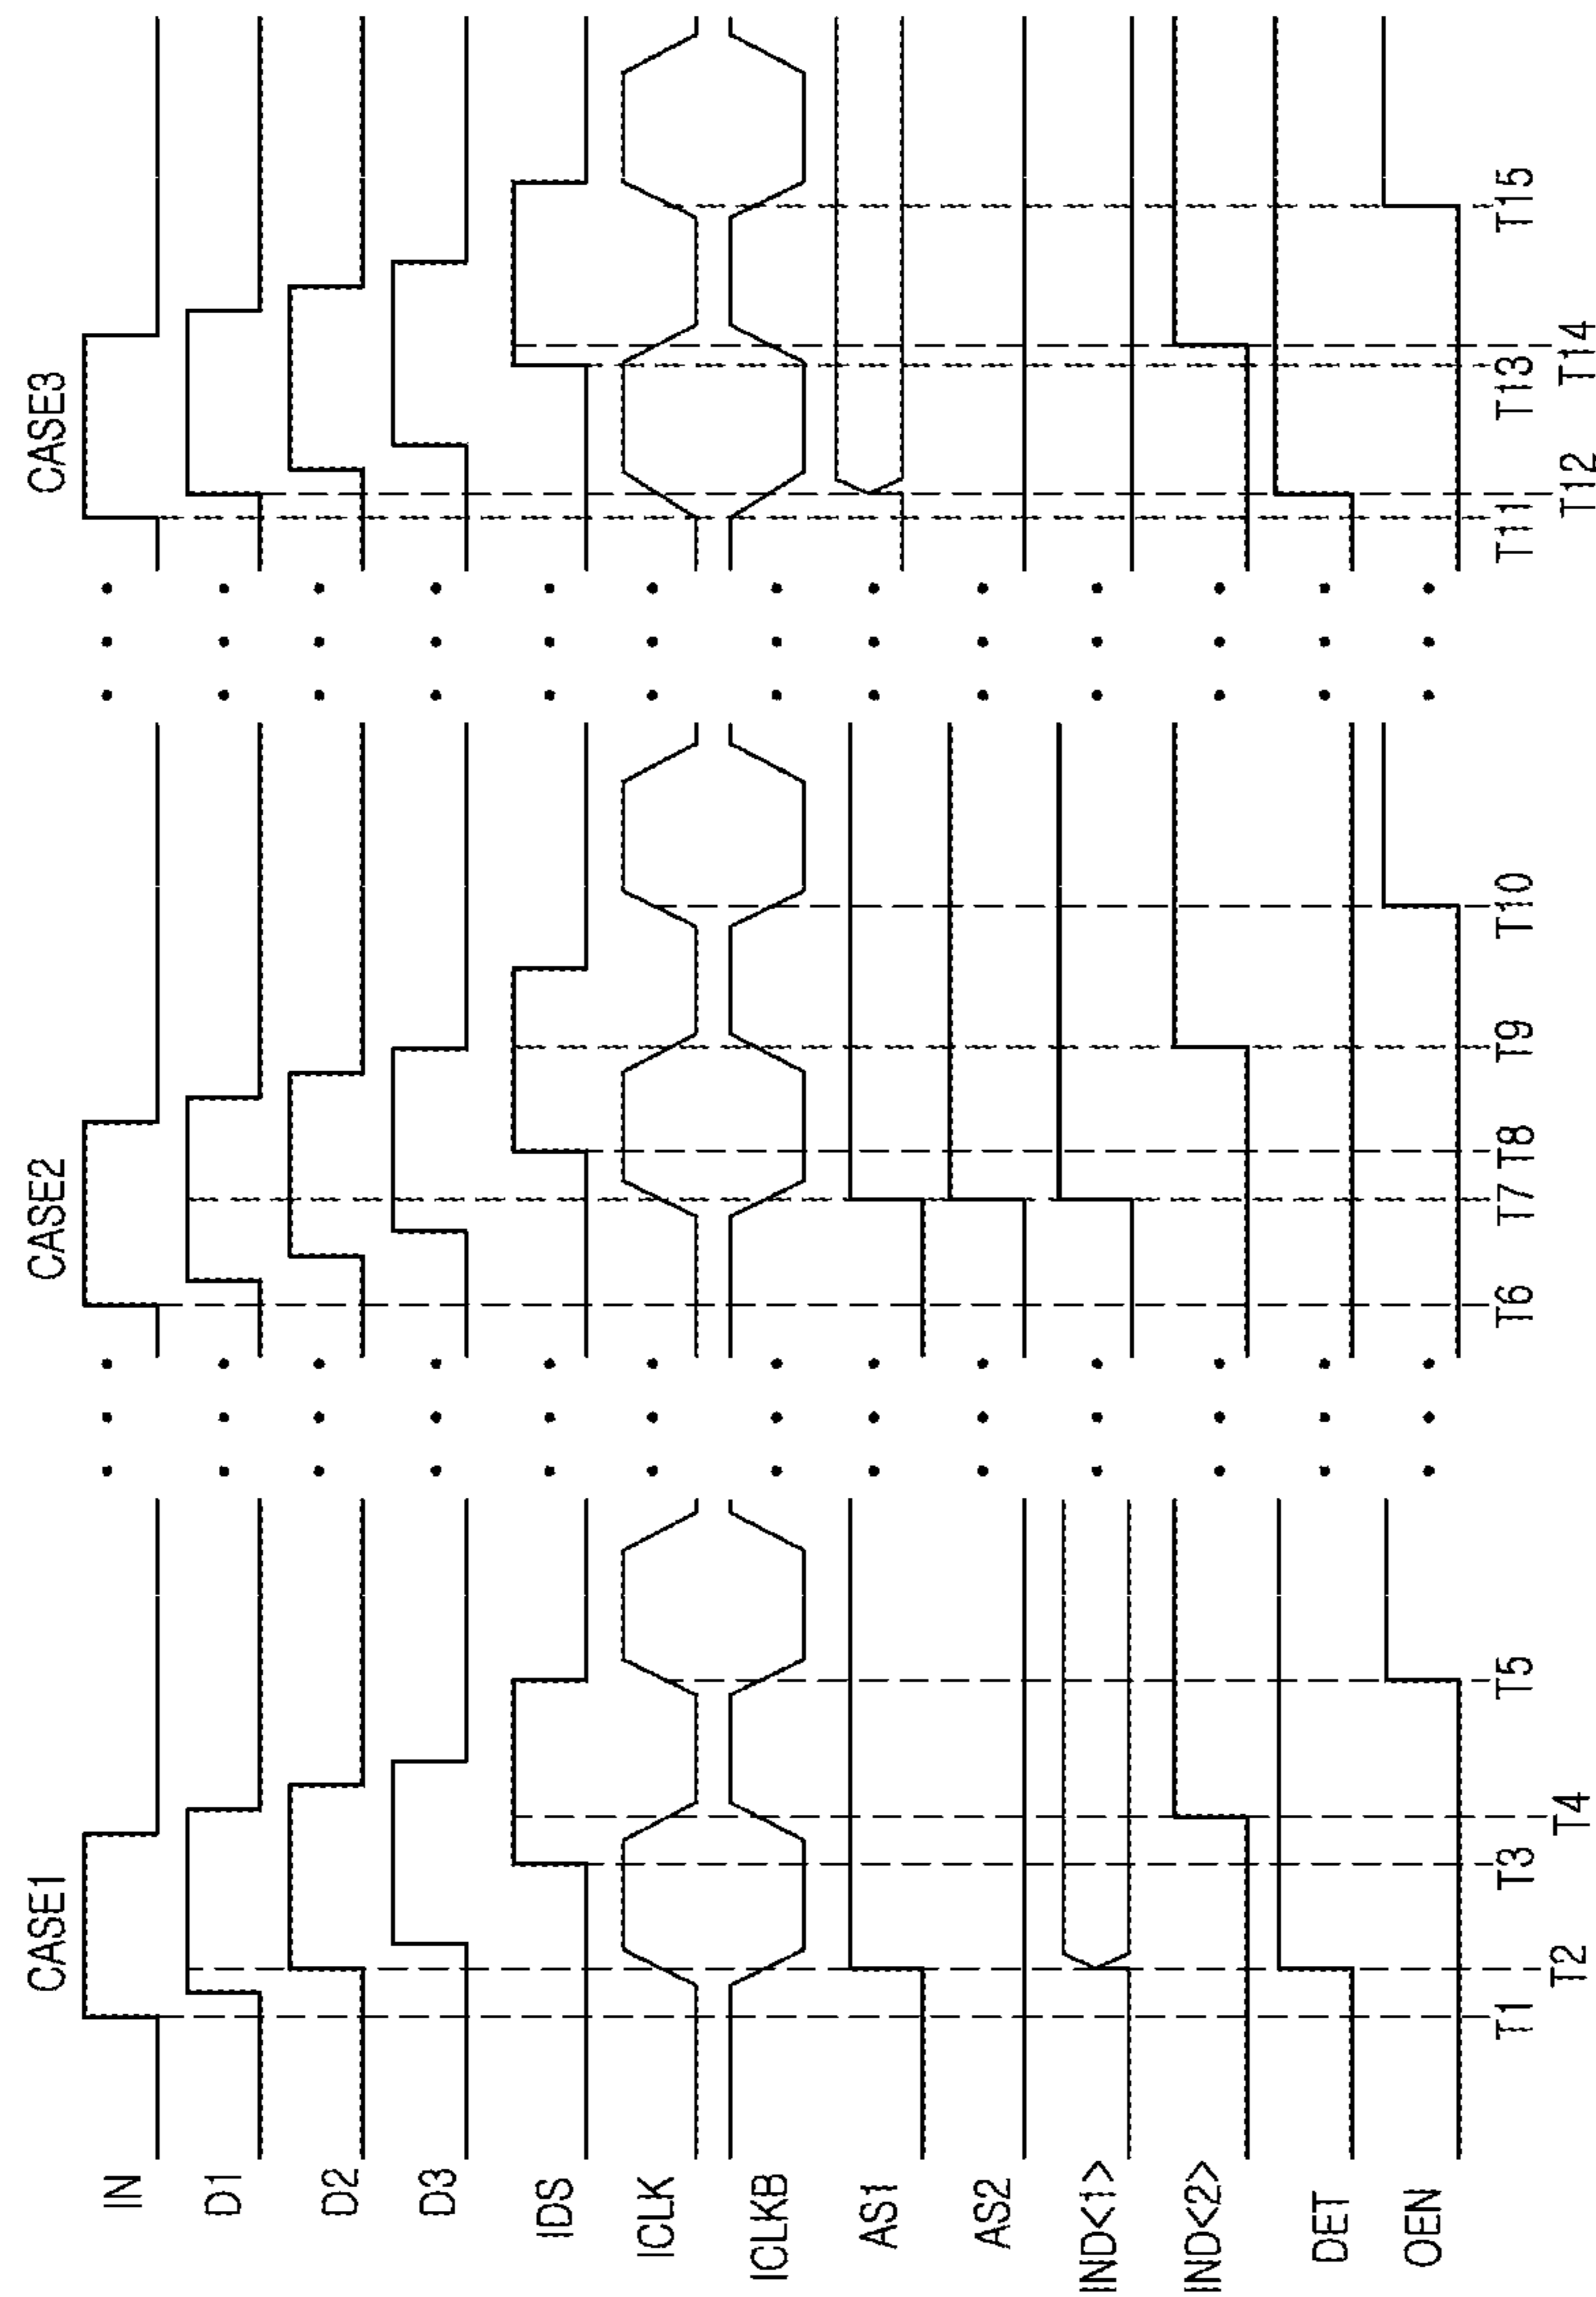 CASE1
CASE2
CASE3
IN
D1
D2
D3
IDS
ICLK
ICLKB
AS1
AS2
IND<1>
IND<2>
DET
OEN
T1
T2
T3
T4
T5
T6
T7
T8
T9
T10
T11
T12
T13
T14
T15